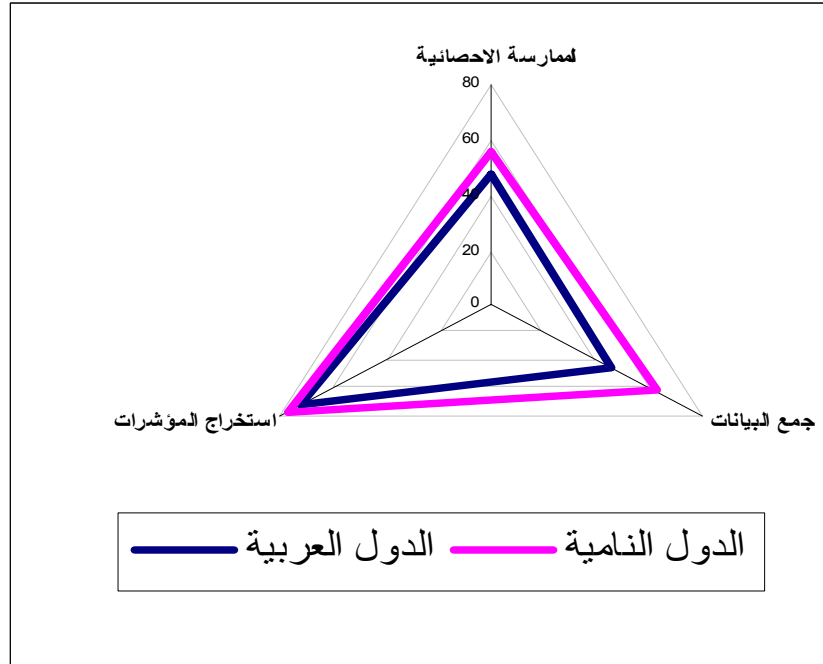 لممارسة الاحصائية
80
60
40
20
0
استخراج المؤشرات
جمع البيانات
الدول العربية
الدول النامية